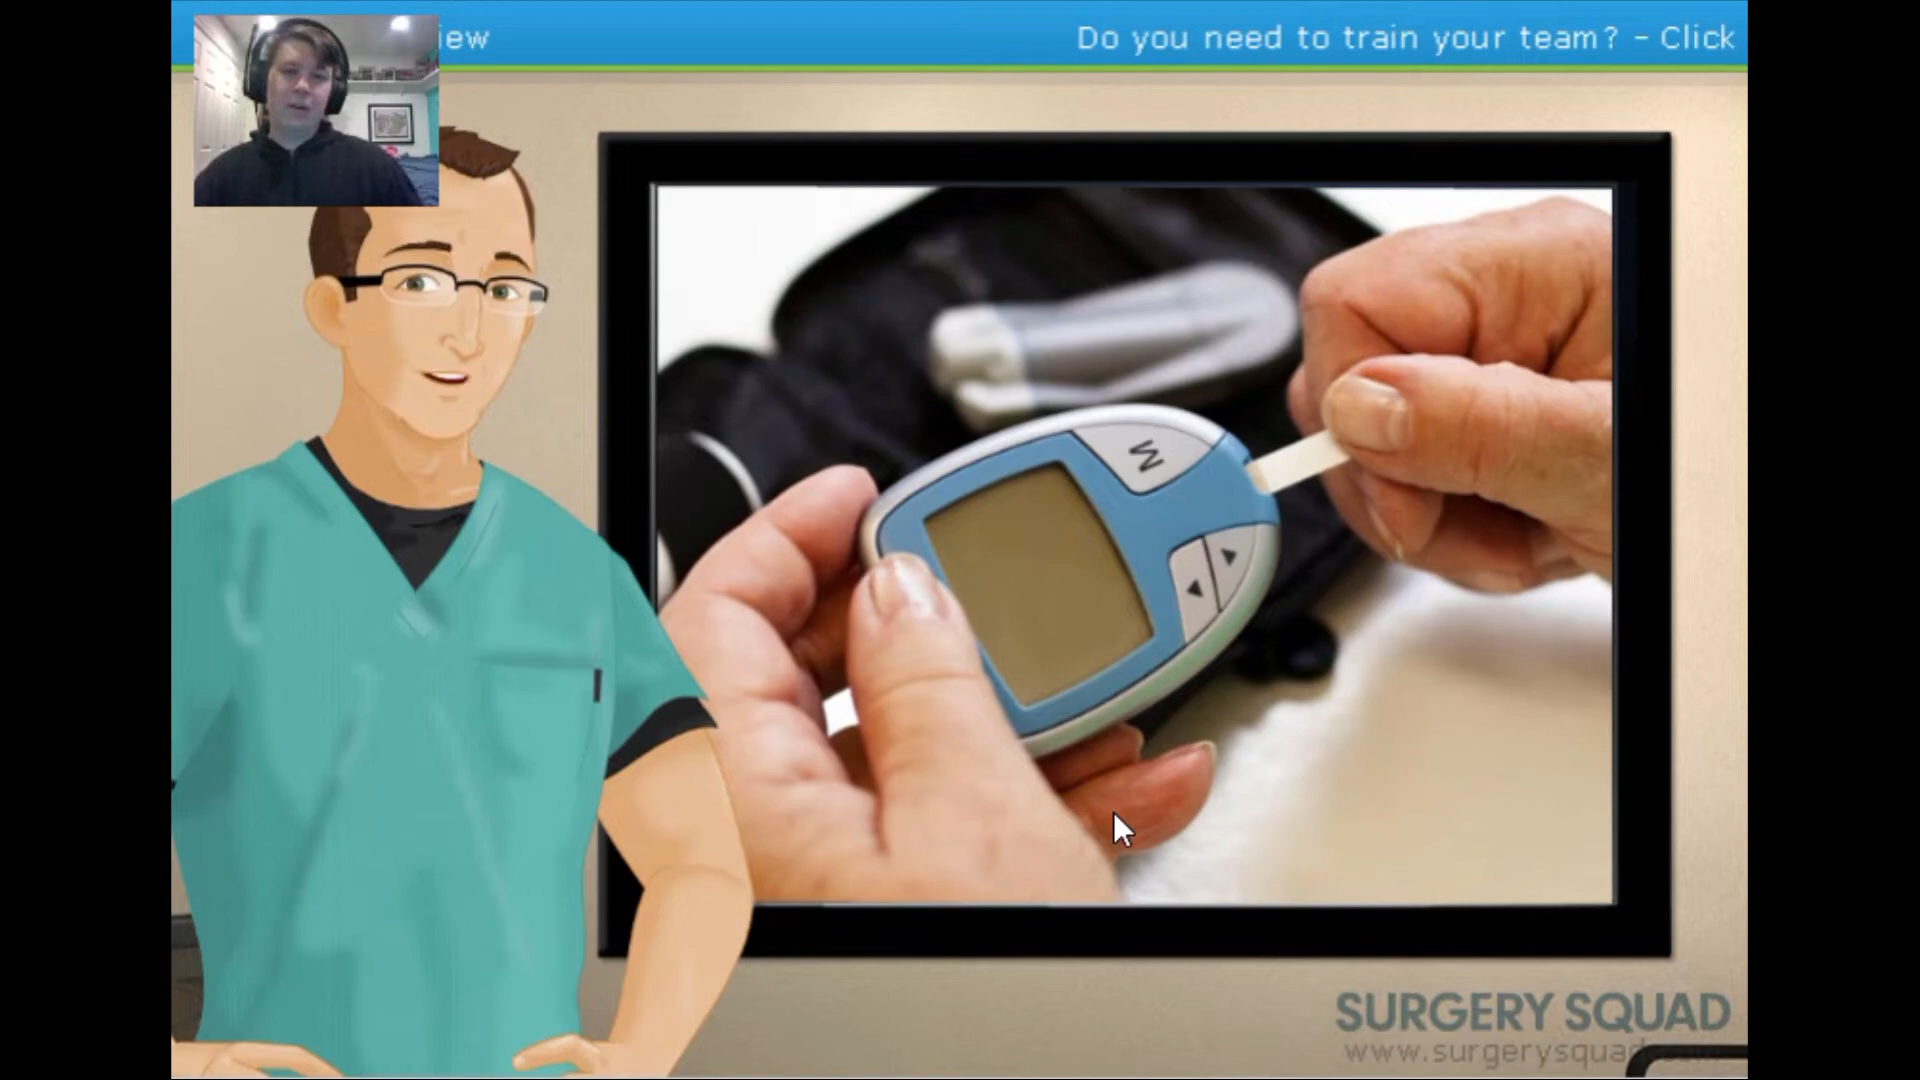 iew
Do you need to train your team? - Click
M
SURGERY SQUAD
www.surgerysquad